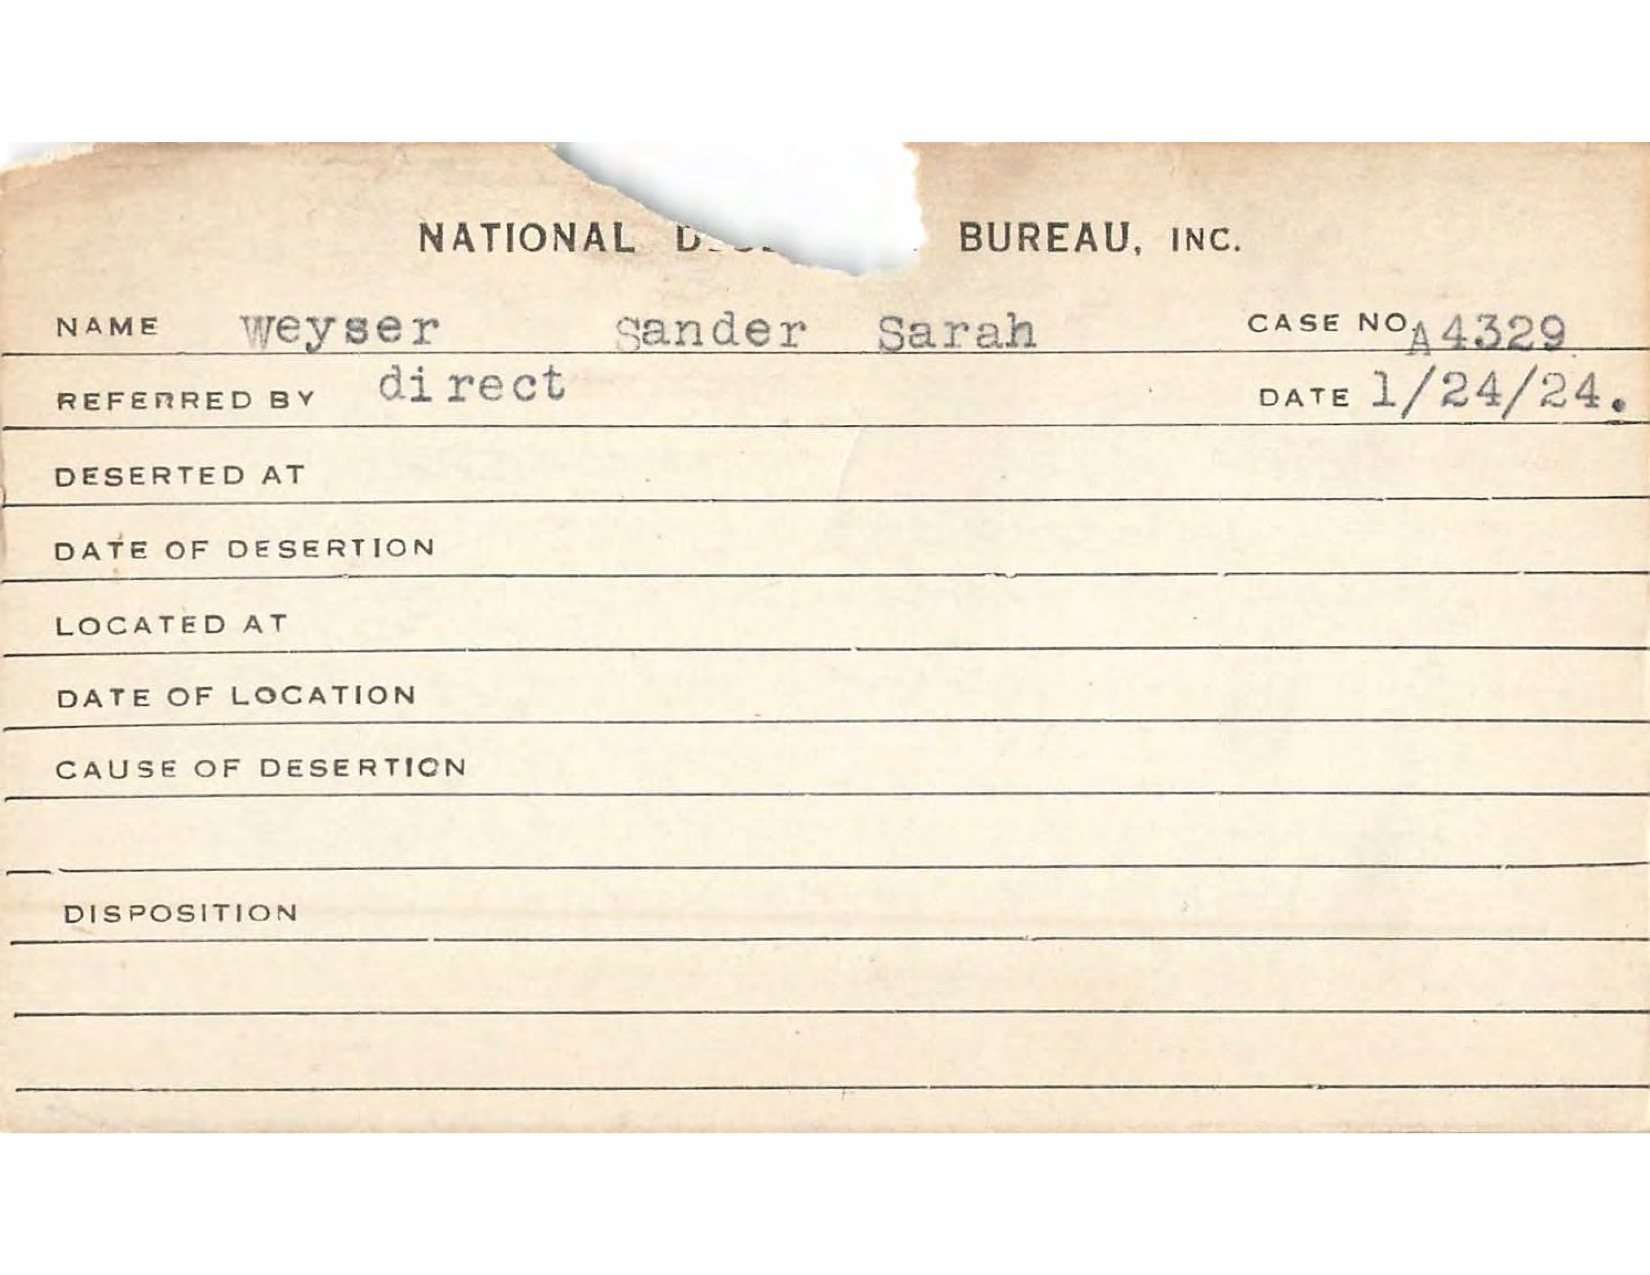 NATIONAL BUREAU, INC.
NAME Weyser Sander Sarah CASE NO. A4329
REFERRED BY direct DATE 1/24/24.
DESERTED AT
DATE OF DESERTION
LOCATED AT
DATE OF LOCATION
CAUSE OF DESERTION
DISPOSITION